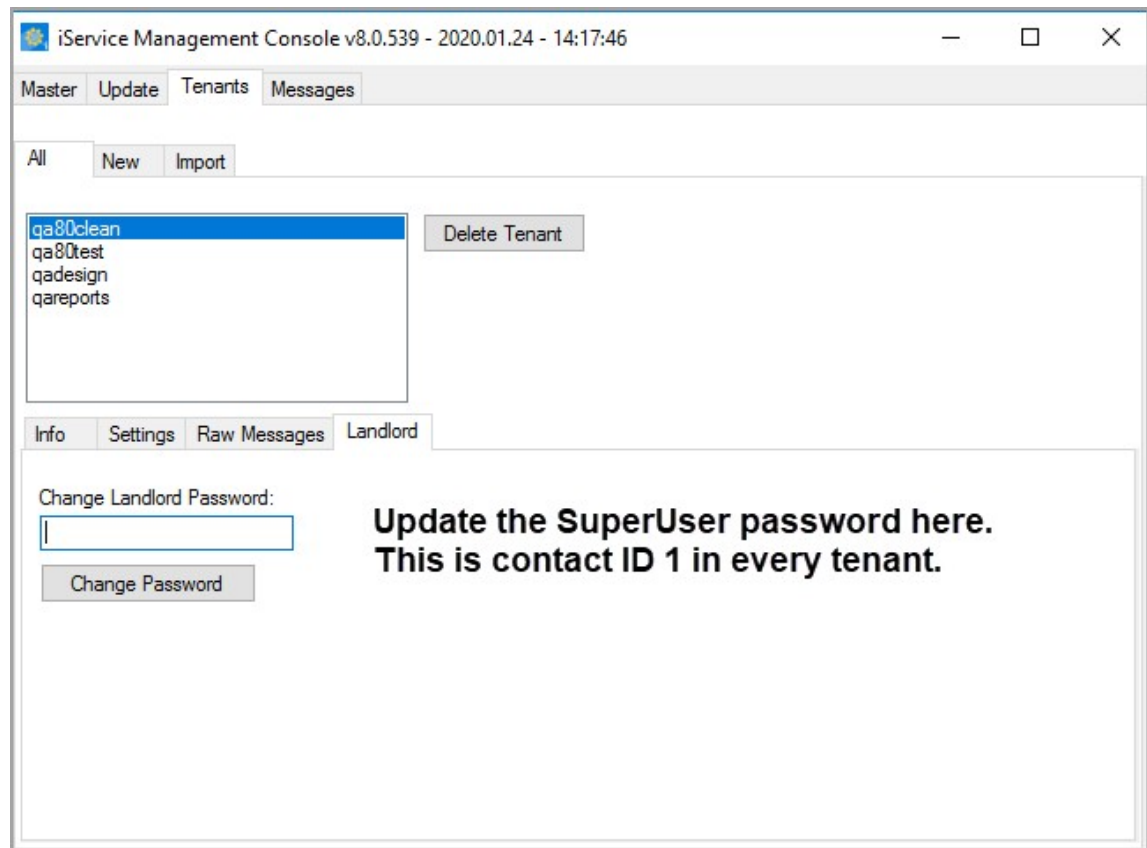 iService Management Console v8.0.539 - 2020.01.24 - 14:17:46
Master Update Tenants Messages
All New Import
qa80clean
Delete Tenant
qa80test
qadesign
qareports
Info Settings Raw Messages Landlord
Change Landlord Password:
Change Password
Update the SuperUser password here.
This is contact ID 1 in every tenant.